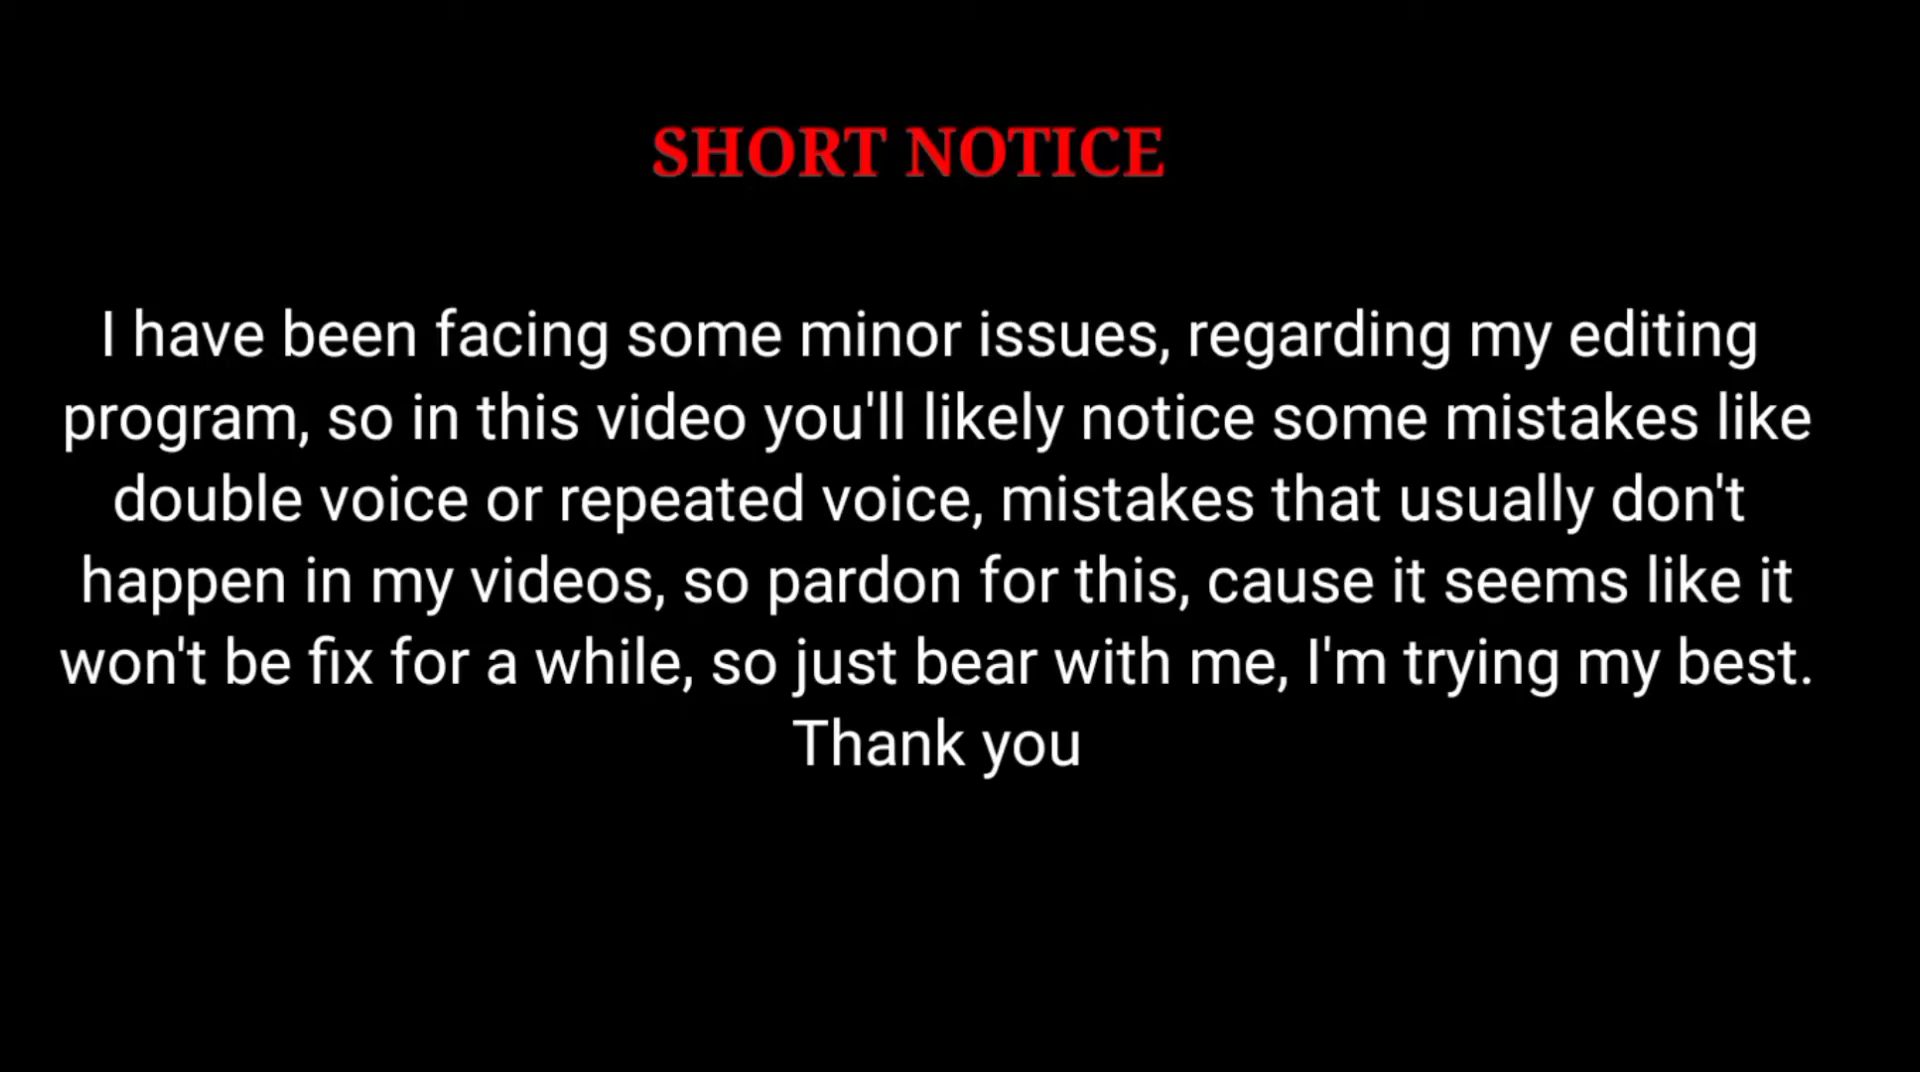 SHORT NOTICE
I have been facing some minor issues, regarding my editing
program, so in this video you'll likely notice some mistakes like
double voice or repeated voice, mistakes that usually don't
happen in my videos, so pardon for this, cause it seems like it
won't be fix for a while, so just bear with me, I'm trying my best.
Thank you